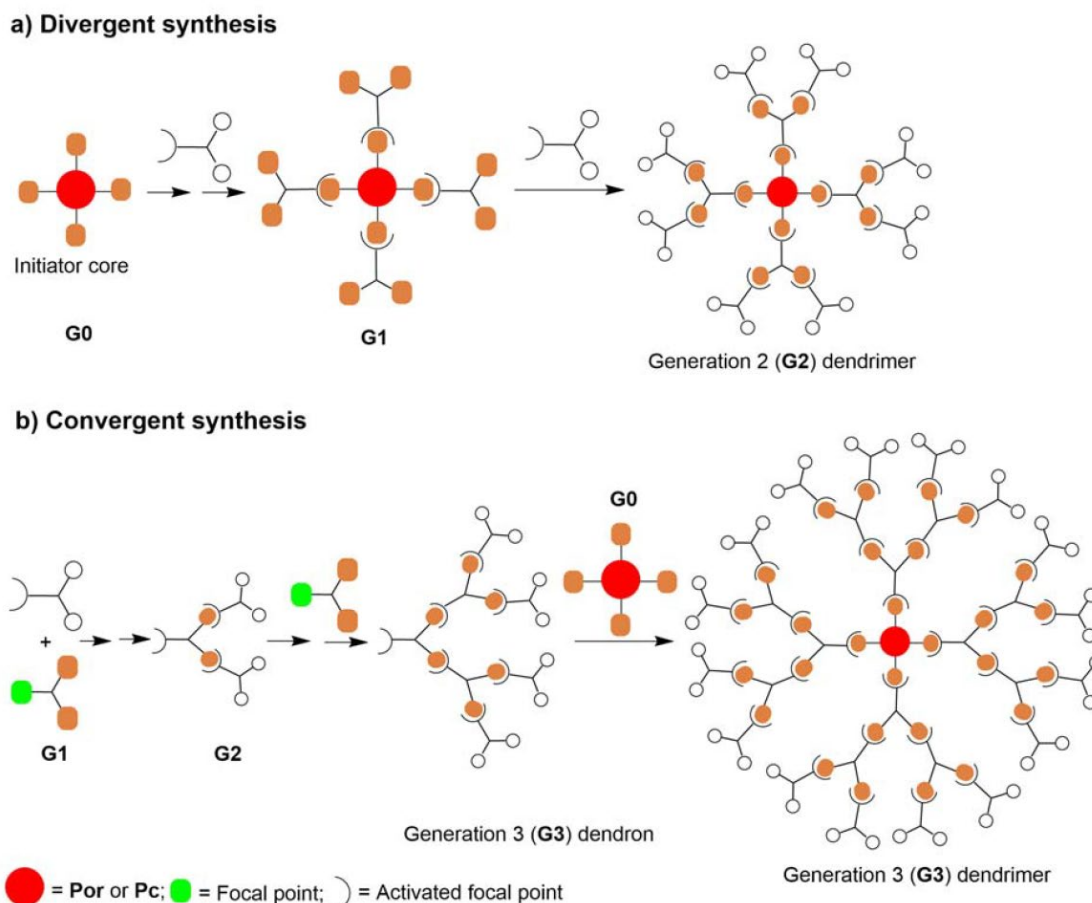 a) Divergent synthesis
Initiator core
G0
G1
Generation 2 (G2) dendrimer
b) Convergent synthesis
G0
+
G1
G2
Generation 3 (G3) dendron
Generation 3 (G3) dendrimer
= Por or Pc; = Focal point; = Activated focal point